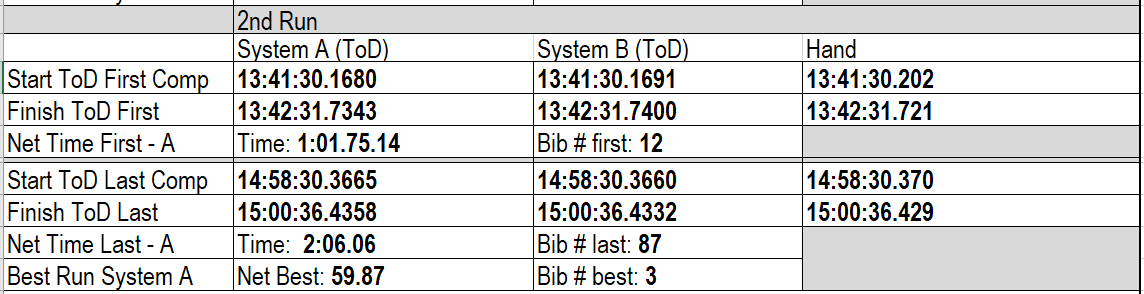 2nd Run
System A (ToD) System B (ToD) Hand
Start ToD First Comp 13:41:30.1680 13:41:30.1691 13:41:30.202
Finish ToD First 13:42:31.7343 13:42:31.7400 13:42:31.721
Net Time First - A Time: 1:01.75.14 Bib # first: 12
Start ToD Last Comp 14:58:30.3665 14:58:30.3660 14:58:30.370
Finish ToD Last 15:00:36.4358 15:00:36.4332 15:00:36.429
Net Time Last - A Time: 2:06.06 Bib # last: 87
Best Run System A Net Best: 59.87 Bib # best: 3